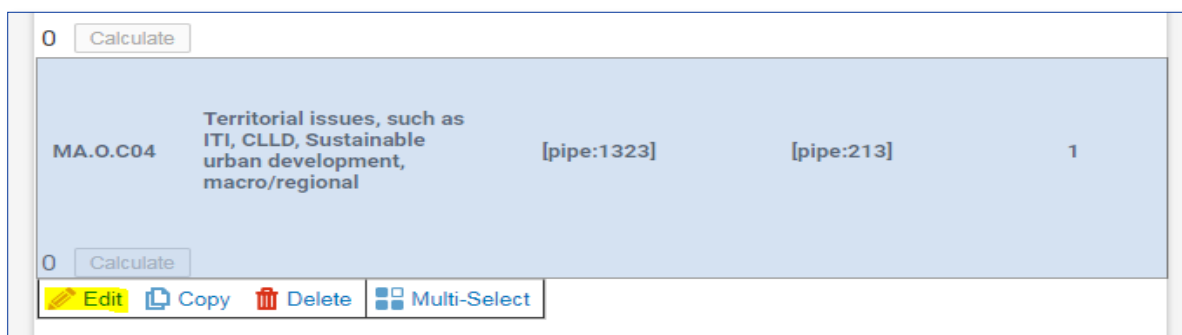 0 Calculate
Territorial issues, such as
ITI, CLLD, Sustainable
MA.O.C04 [pipe:1323] [pipe:213] 1
urban development,
macro/regional
0 Calculate
Edit Copy Delete Multi-Select